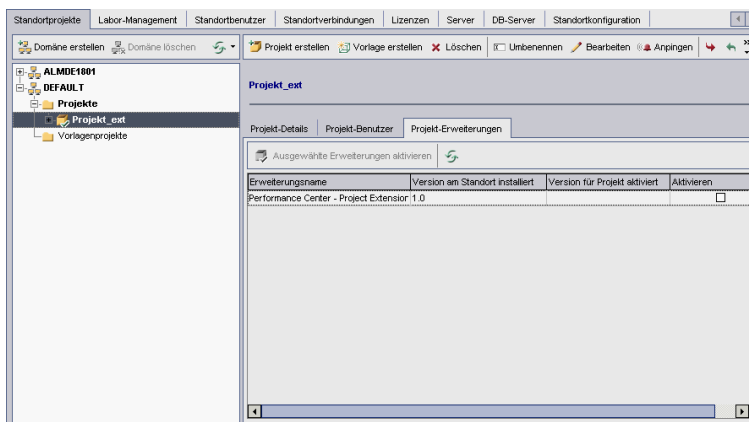 Standortprojekte Labor-Management Standortbenutzer Standortverbindungen Lizenzen Server DB-Server Standortkonfiguration
Domäne erstellen Domäne löschen Projekt erstellen Vorlage erstellen Löschen Umbenennen Bearbeiten Anpingen
ALMDE1801
DEFAULT
Projekte
Projekt_ext
Vorlagenprojekte
Projekt_ext
Projekt-Details Projekt-Benutzer Projekt-Erweiterungen
Ausgewählte Erweiterungen aktivieren
Erweiterungsname Version am Standort installiert Version für Projekt aktiviert Aktivieren
Performance Center - Project Extension 1.0